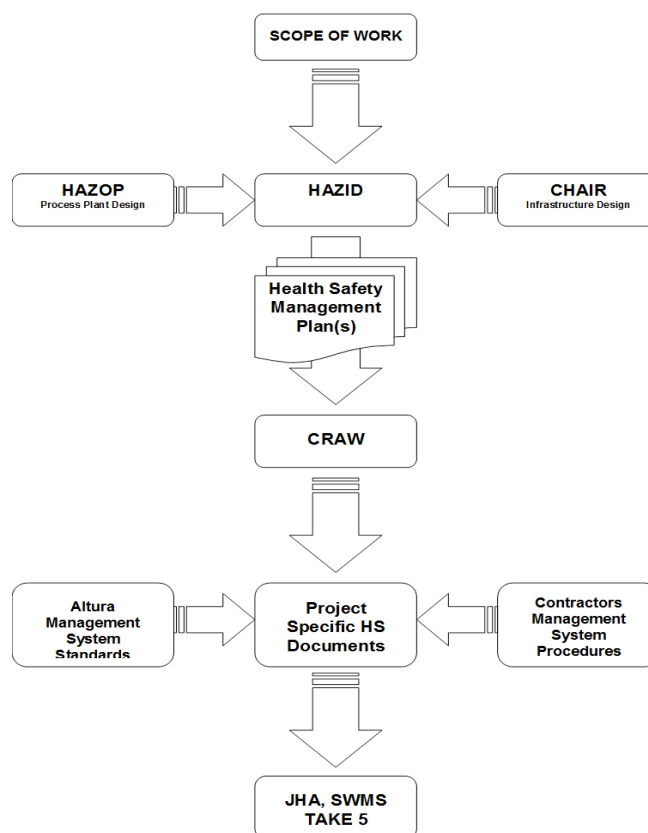 SCOPE OF WORK
HAZOP
Process Plant Design
HAZID
CHAIR
Infrastructure Design
Health Safety
Management
Plan(s)
CRAW
Altura
Management
System
Standards
Project
Specific HS
Documents
Contractors
Management
System
Procedures
JHA, SWMS
TAKE 5